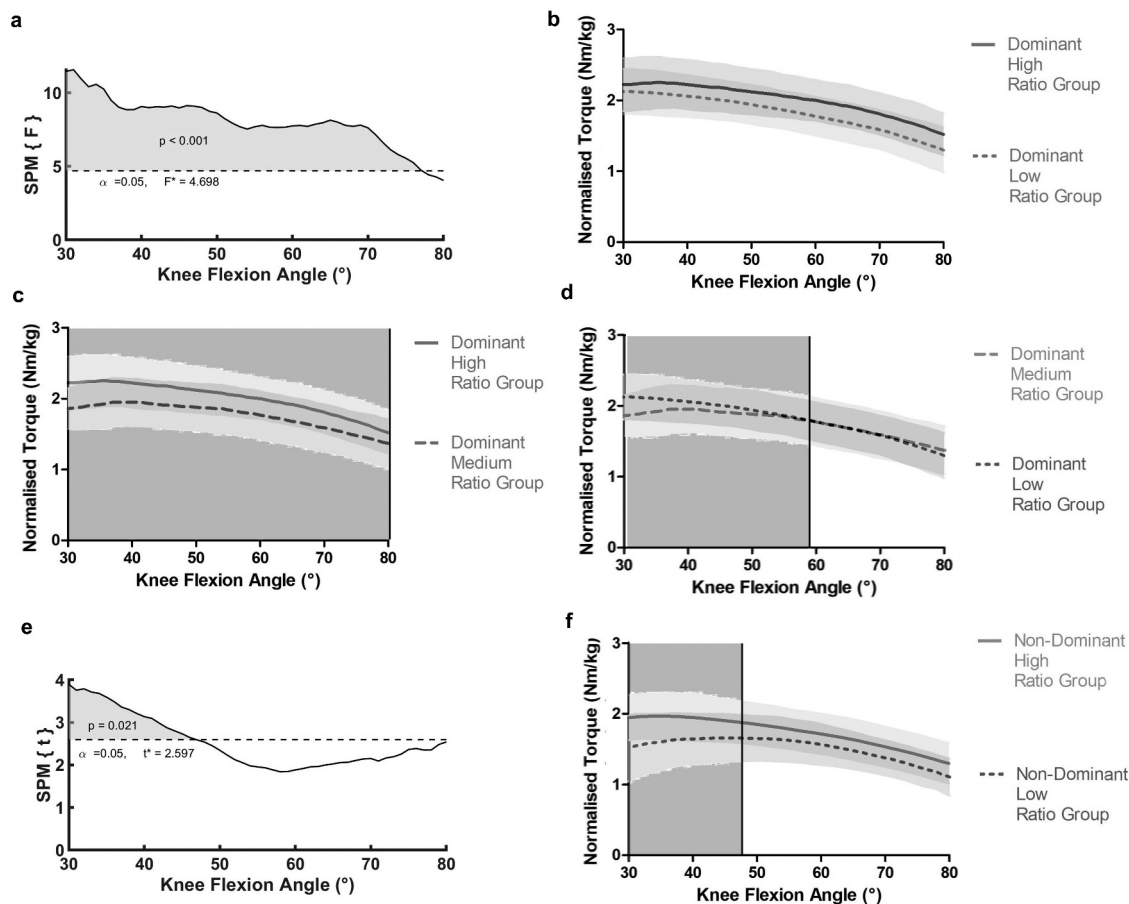 a
10
5
0
SPM { F }
p < 0.001
α =0.05, F* = 4.698
30 40 50 60 70 80
Knee Flexion Angle (°)
b
3
2
1
0
Normalised Torque (Nm/kg)
30 40 50 60 70 80
Knee Flexion Angle (°)
Dominant
High
Ratio Group
Dominant
Low
Ratio Group
c
3
2
1
0
Normalised Torque (Nm/kg)
30 40 50 60 70 80
Knee Flexion Angle (°)
Dominant
High
Ratio Group
Dominant
Medium
Ratio Group
d
3
2
1
0
Normalised Torque (Nm/kg)
30 40 50 60 70 80
Knee Flexion Angle (°)
Dominant
Medium
Ratio Group
Dominant
Low
Ratio Group
e
4
3
2
1
0
SPM { t }
p = 0.021
α =0.05, t* = 2.597
30 40 50 60 70 80
Knee Flexion Angle (°)
f
3
2
1
0
Normalised Torque (Nm/kg)
30 40 50 60 70 80
Knee Flexion Angle (°)
Non-Dominant
High
Ratio Group
Non-Dominant
Low
Ratio Group